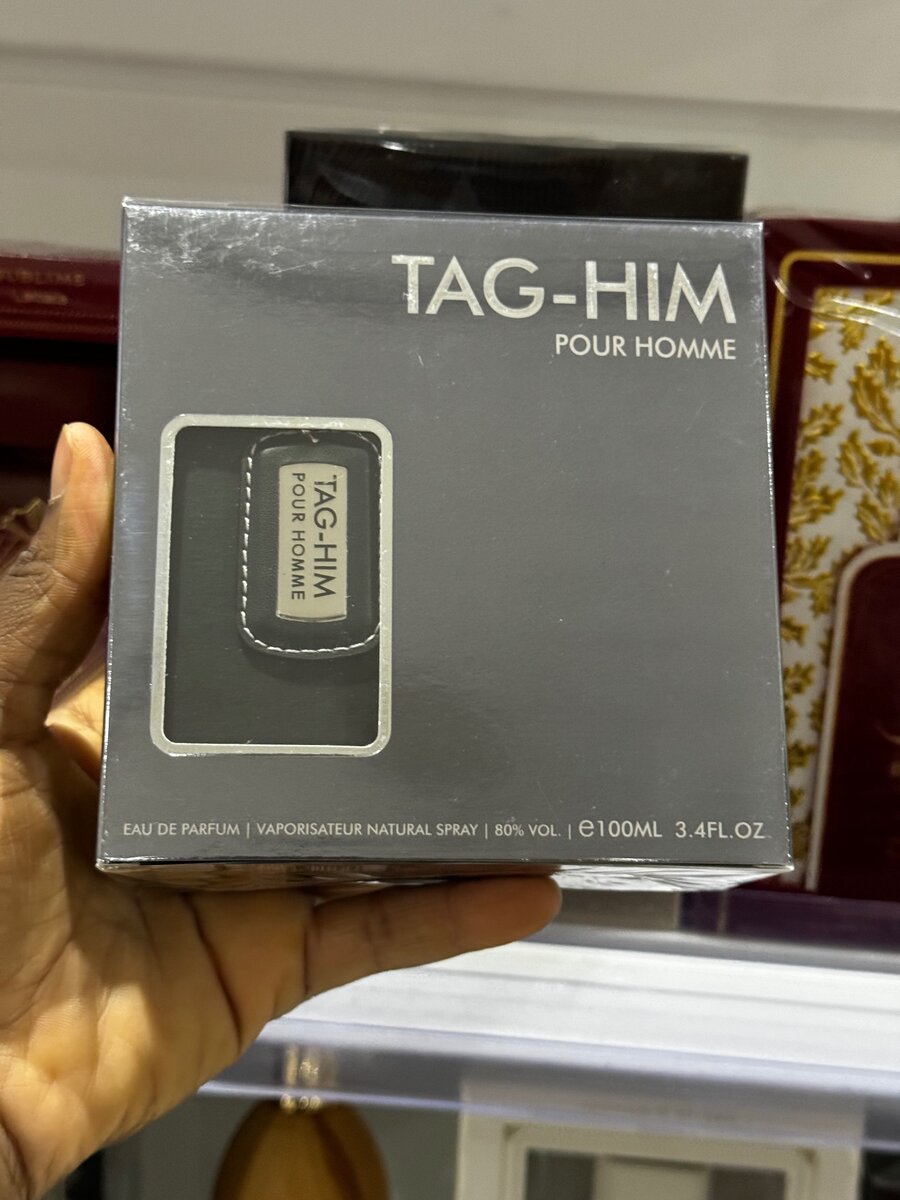 TAG-HIM
POUR HOMME
TAG-HIM
POUR HOMME
EAU DE PARFUM | VAPORISATEUR NATURAL SPRAY | 80% VOL. | e100ML 3.4FL.OZ